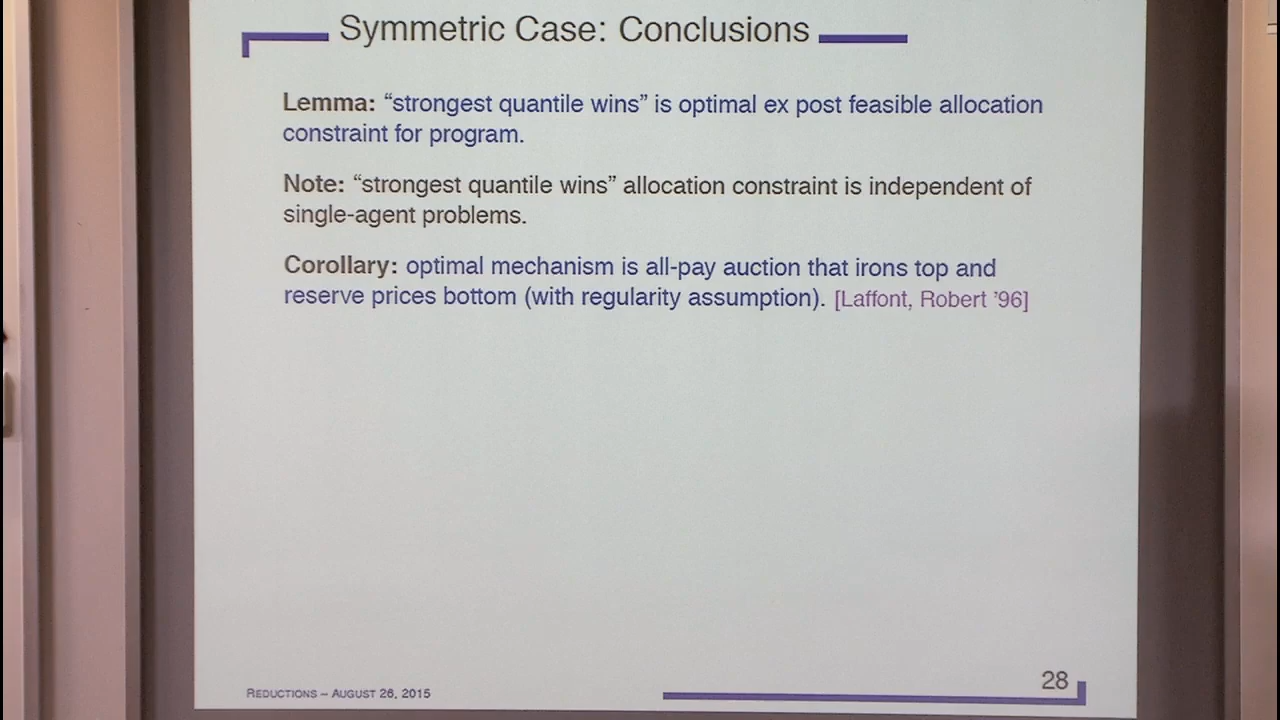 Symmetric Case: Conclusions
Lemma: “strongest quantile wins” is optimal ex post feasible allocation
constraint for program.
Note: “strongest quantile wins” allocation constraint is independent of
single-agent problems.
Corollary: optimal mechanism is all-pay auction that irons top and
reserve prices bottom (with regularity assumption). [Laffont, Robert ’96]
REDUCTIONS – AUGUST 26, 2015
28